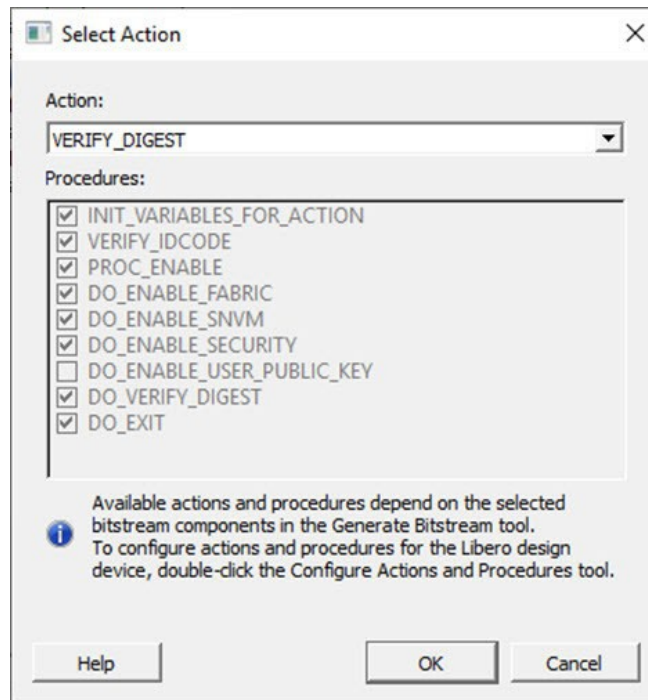 Select Action
Action:
VERIFY_DIGEST
Procedures:
INIT_VARIABLES_FOR_ACTION
VERIFY_IDCODE
PROC_ENABLE
DO_ENABLE_FABRIC
DO_ENABLE_SNVM
DO_ENABLE_SECURITY
DO_ENABLE_USER_PUBLIC_KEY
DO_VERIFY_DIGEST
DO_EXIT
Available actions and procedures depend on the selected
bitstream components in the Generate Bitstream tool.
To configure actions and procedures for the Libero design
device, double-click the Configure Actions and Procedures tool.
Help
OK
Cancel